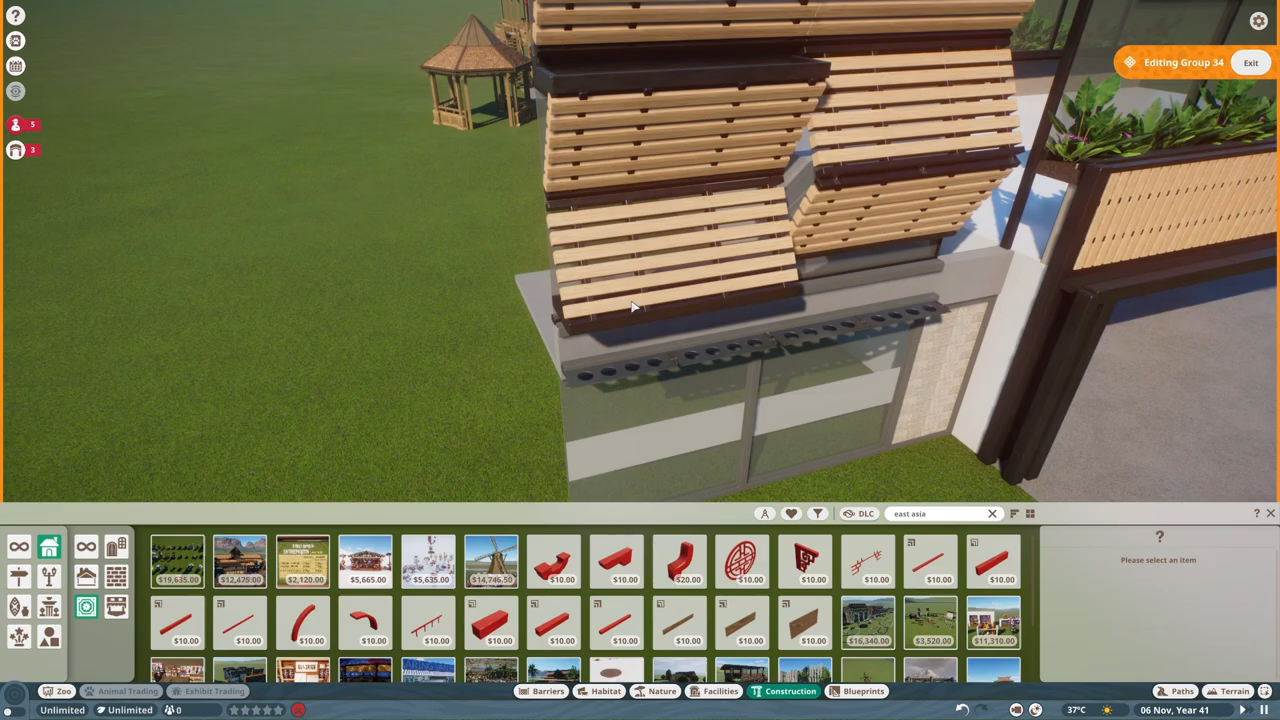 ?
5
3
Editing Group 34
Exit
DLC
east asia
?
$19,635.00
$12,475.00
$2,120.00
$5,665.00
$5,635.00
$14,746.50
$10.00
$10.00
$20.00
$10.00
$10.00
$10.00
$10.00
$10.00
?
Please select an item
$10.00
$10.00
$10.00
$10.00
$10.00
$10.00
$10.00
$10.00
$10.00
$10.00
$10.00
$16,340.00
$3,520.00
$11,310.00
Zoo
Animal Trading
Exhibit Trading
Barriers
Habitat
Nature
Facilities
Construction
Blueprints
Paths
Terrain
Unlimited
Unlimited
0
37°C
06 Nov, Year 41